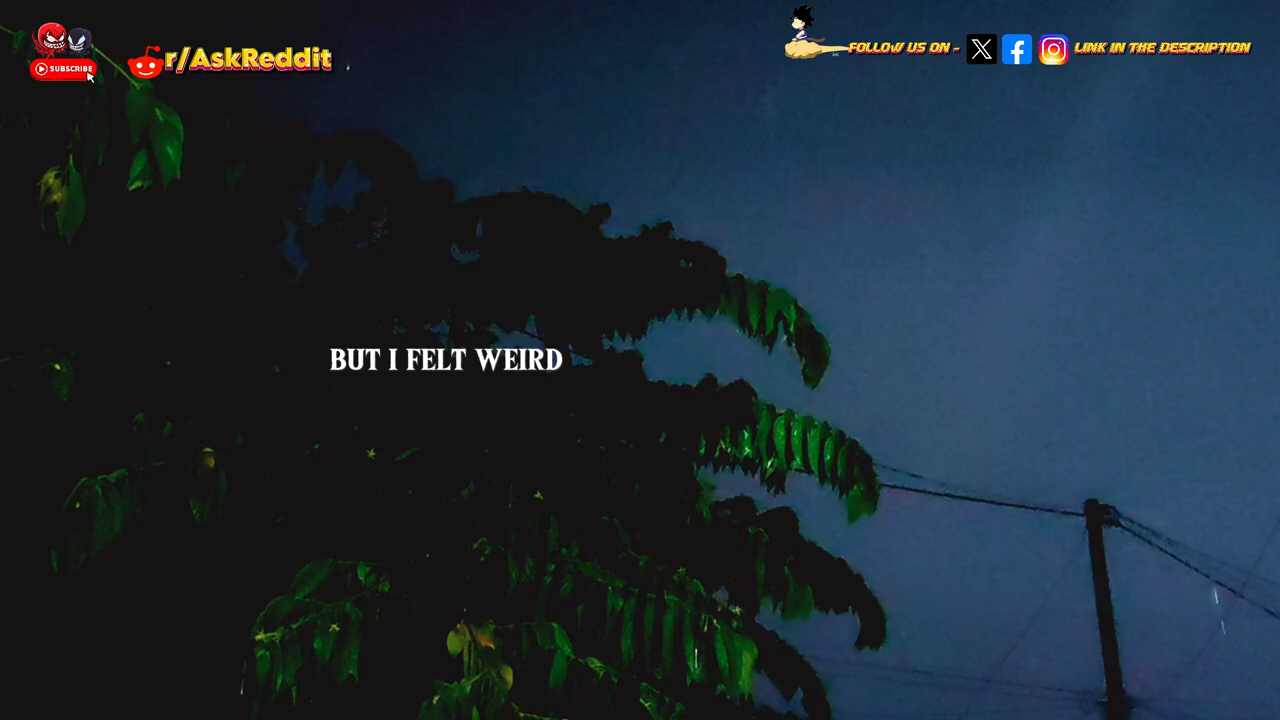 SUBSCRIBE
r/AskReddit
FOLLOW US ON -
LINK IN THE DESCRIPTION
BUT I FELT WEIRD